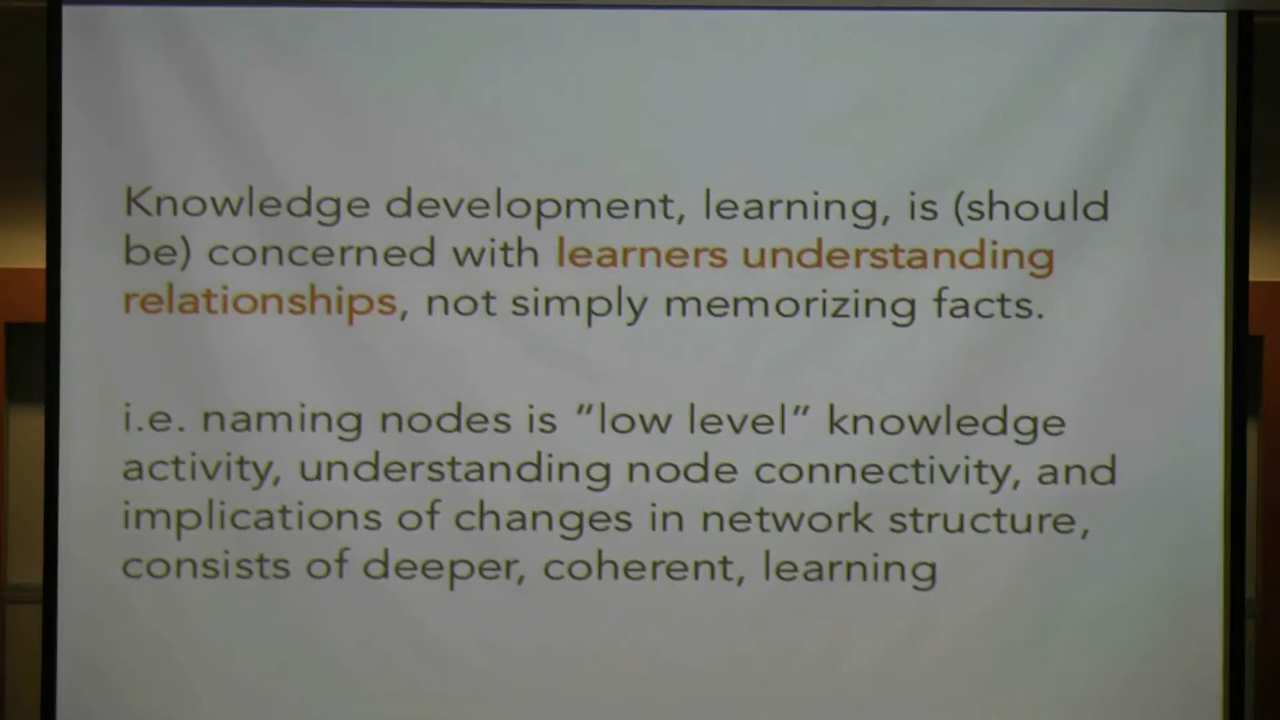 Knowledge development, learning, is (should
be) concerned with learners understanding
relationships, not simply memorizing facts.
i.e. naming nodes is "low level" knowledge
activity, understanding node connectivity, and
implications of changes in network structure,
consists of deeper, coherent, learning